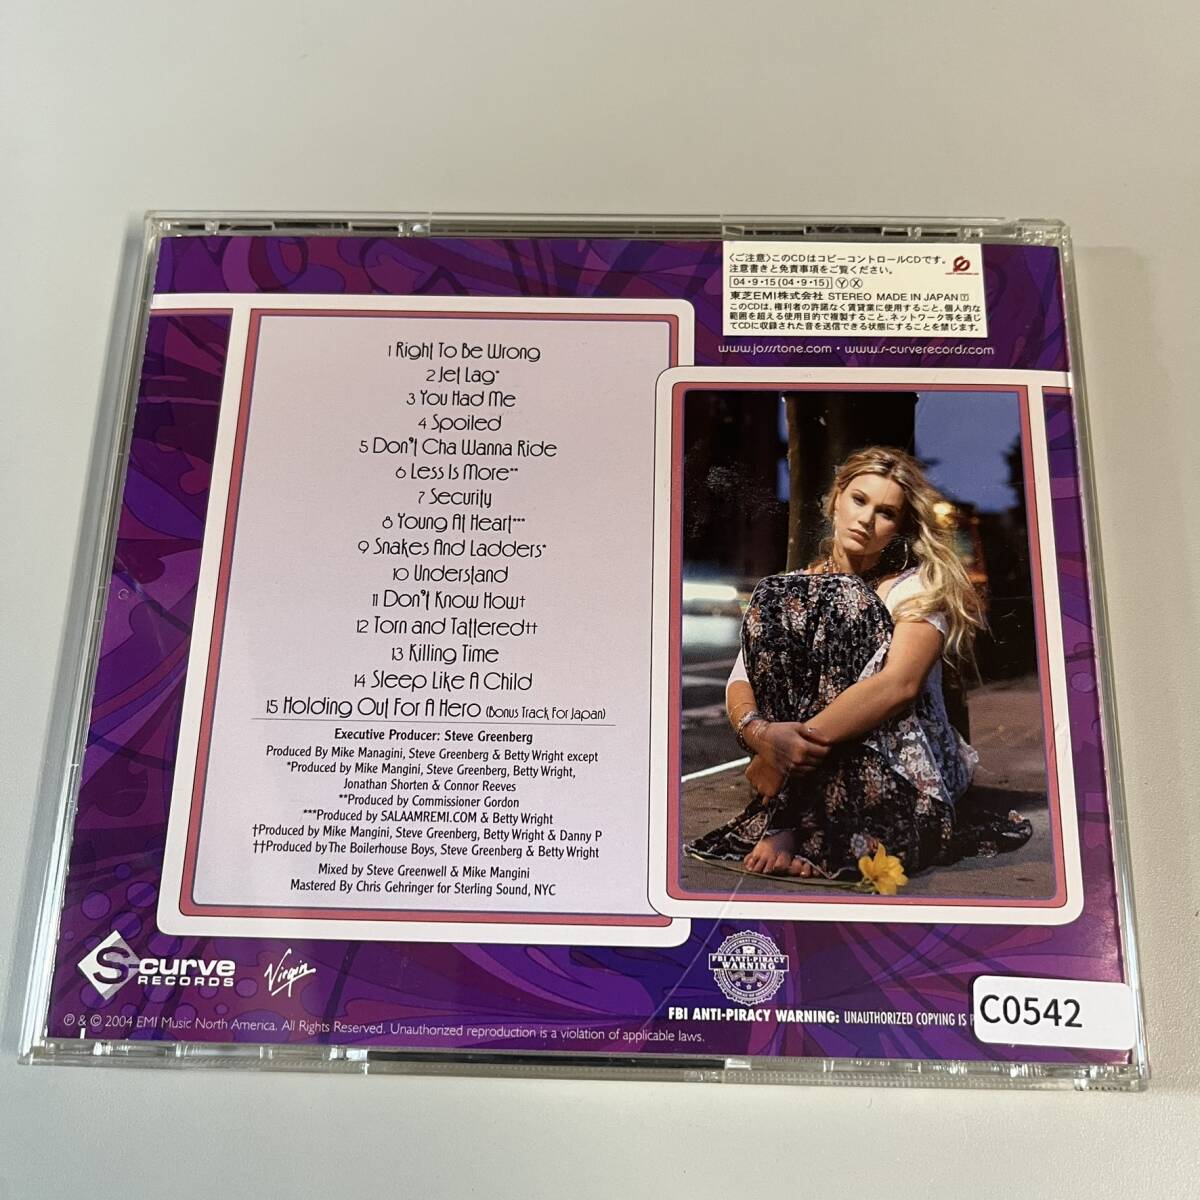 〈ご注意〉このCDはコピーコントロールCDです。
注意書きと免責事項をご覧ください。
04・9・15(04・9・15) Ⓨ Ⓧ
東芝EMI株式会社 STEREO MADE IN JAPAN
このCDは、権利者の許諾なく賃貸業に使用すること、個人的な
範囲を超える使用目的で複製すること、ネットワーク等を通じ
てCDに収録された音を送信できる状態にすることを禁じます。
www.jossstone.com • www.s-curverecords.com
1 Right To Be Wrong
2 Jet Lag*
3 You Had Me
4 Spoiled
5 Don't Cha Wanna Ride
6 Less Is More**
7 Security
8 Young At Heart***
9 Snakes And Ladders*
10 Understand
11 Don't Know How†
12 Torn and Tattered††
13 Killing Time
14 Sleep Like A Child
15 Holding Out For A Hero (Bonus Track For Japan)
Executive Producer: Steve Greenberg
Produced By Mike Managini, Steve Greenberg & Betty Wright except
*Produced by Mike Mangini, Steve Greenberg, Betty Wright,
Jonathan Shorten & Connor Reeves
**Produced by Commissioner Gordon
***Produced by SALAAMREMI.COM & Betty Wright
†Produced by Mike Mangini, Steve Greenberg, Betty Wright & Danny P
††Produced by The Boilerhouse Boys, Steve Greenberg & Betty Wright
Mixed by Steve Greenwell & Mike Mangini
Mastered By Chris Gehringer for Sterling Sound, NYC
S-curve
RECORDS
Virgin
FBI ANTI-PIRACY
WARNING
FBI ANTI-PIRACY WARNING: UNAUTHORIZED COPYING IS
C0542
℗ & © 2004 EMI Music North America. All Rights Reserved. Unauthorized reproduction is a violation of applicable laws.